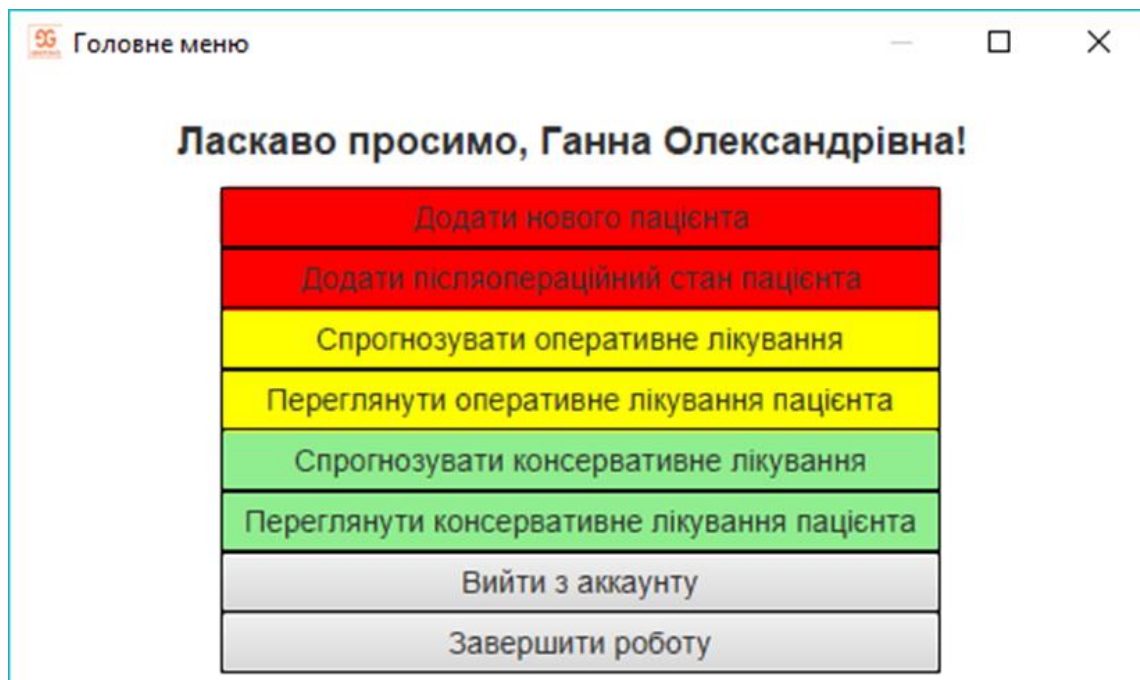 Головне меню
Ласкаво просимо, Ганна Олександрівна!
Додати нового пацієнта
Додати післяопераційний стан пацієнта
Спрогнозувати оперативне лікування
Переглянути оперативне лікування пацієнта
Спрогнозувати консервативне лікування
Переглянути консервативне лікування пацієнта
Вийти з аккаунту
Завершити роботу